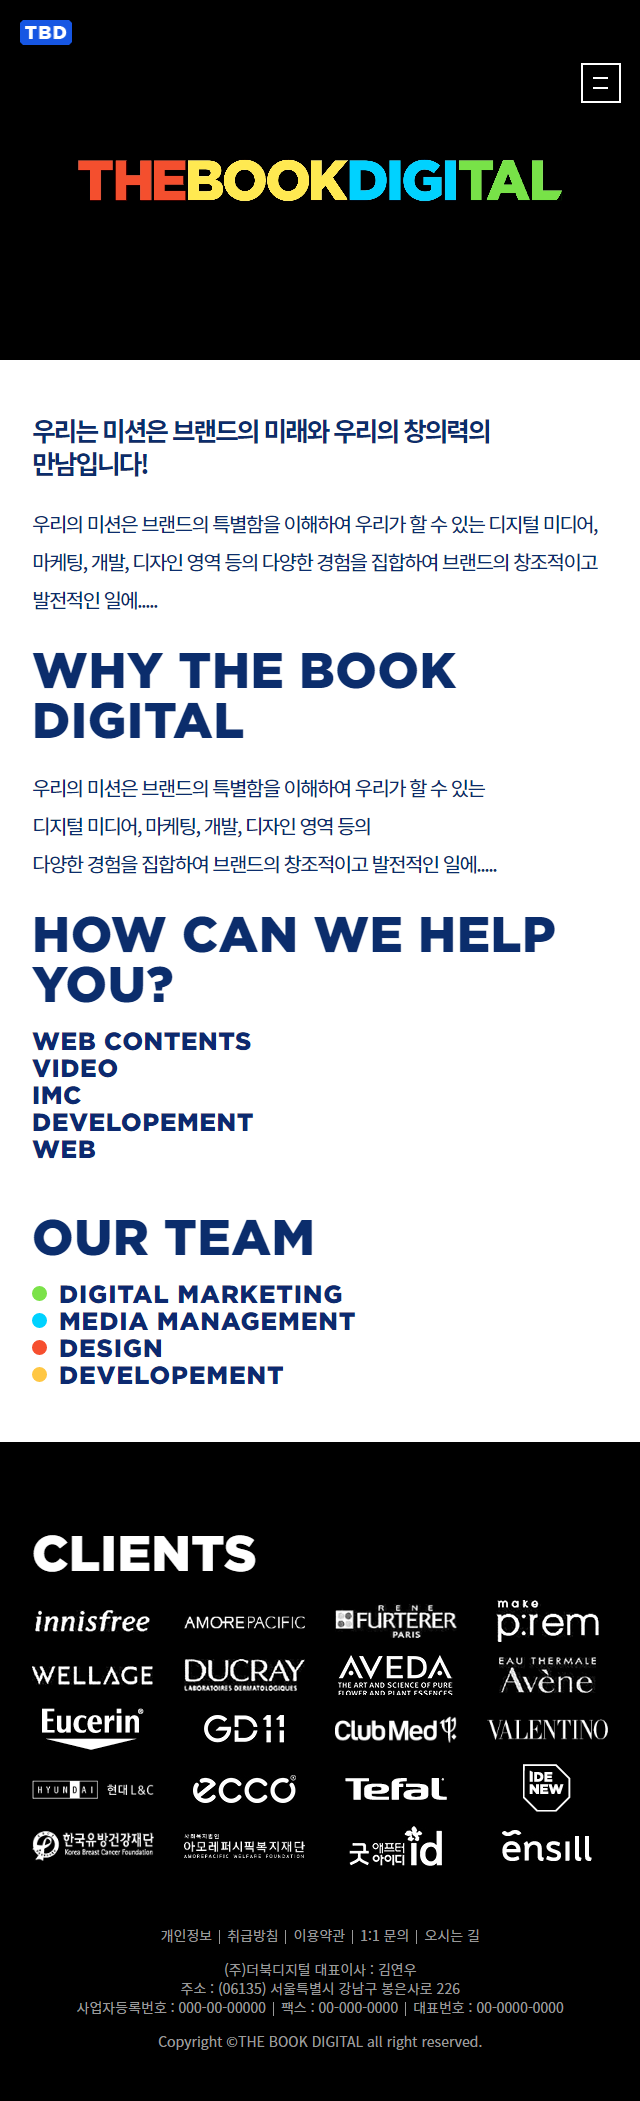 TBD
THEBOOKDIGITAL
우리는 미션은 브랜드의 미래와 우리의 창의력의
만남입니다!
우리의 미션은 브랜드의 특별함을 이해하여 우리가 할 수 있는 디지털 미디어,
마케팅, 개발, 디자인 영역 등의 다양한 경험을 집합하여 브랜드의 창조적이고
발전적인 일에.....
WHY THE BOOK
DIGITAL
우리의 미션은 브랜드의 특별함을 이해하여 우리가 할 수 있는
디지털 미디어, 마케팅, 개발, 디자인 영역 등의
다양한 경험을 집합하여 브랜드의 창조적이고 발전적인 일에.....
HOW CAN WE HELP
YOU?
WEB CONTENTS
VIDEO
IMC
DEVELOPEMENT
WEB
OUR TEAM
DIGITAL MARKETING
MEDIA MANAGEMENT
DESIGN
DEVELOPEMENT
CLIENTS
innisfree
AMOREPACIFIC
RENE
FURTERER
PARIS
make
p:rem
WELLAGE
DUCRAY
LABORATOIRES DERMATOLOGIQUES
AVEDA
THE ART AND SCIENCE OF PURE
FLOWER AND PLANT ESSENCES
EAU THERMALE
Avène
Eucerin®
GD11
Club Med
VALENTINO
HYUNDAI 현대 L&C
ecco®
Tefal
IDE
NEW
한국유방건강재단
Korea Breast Cancer Foundation
사회복지법인
아모레퍼시픽복지재단
AMOREPACIFIC WELFARE FOUNDATION
굿 애프터
아이디 id
ensill
개인정보 | 취급방침 | 이용약관 | 1:1 문의 | 오시는 길
(주)더북디지털 대표이사 : 김연우
주소 : (06135) 서울특별시 강남구 봉은사로 226
사업자등록번호 : 000-00-00000 | 팩스 : 00-000-0000 | 대표번호 : 00-0000-0000
Copyright ©THE BOOK DIGITAL all right reserved.